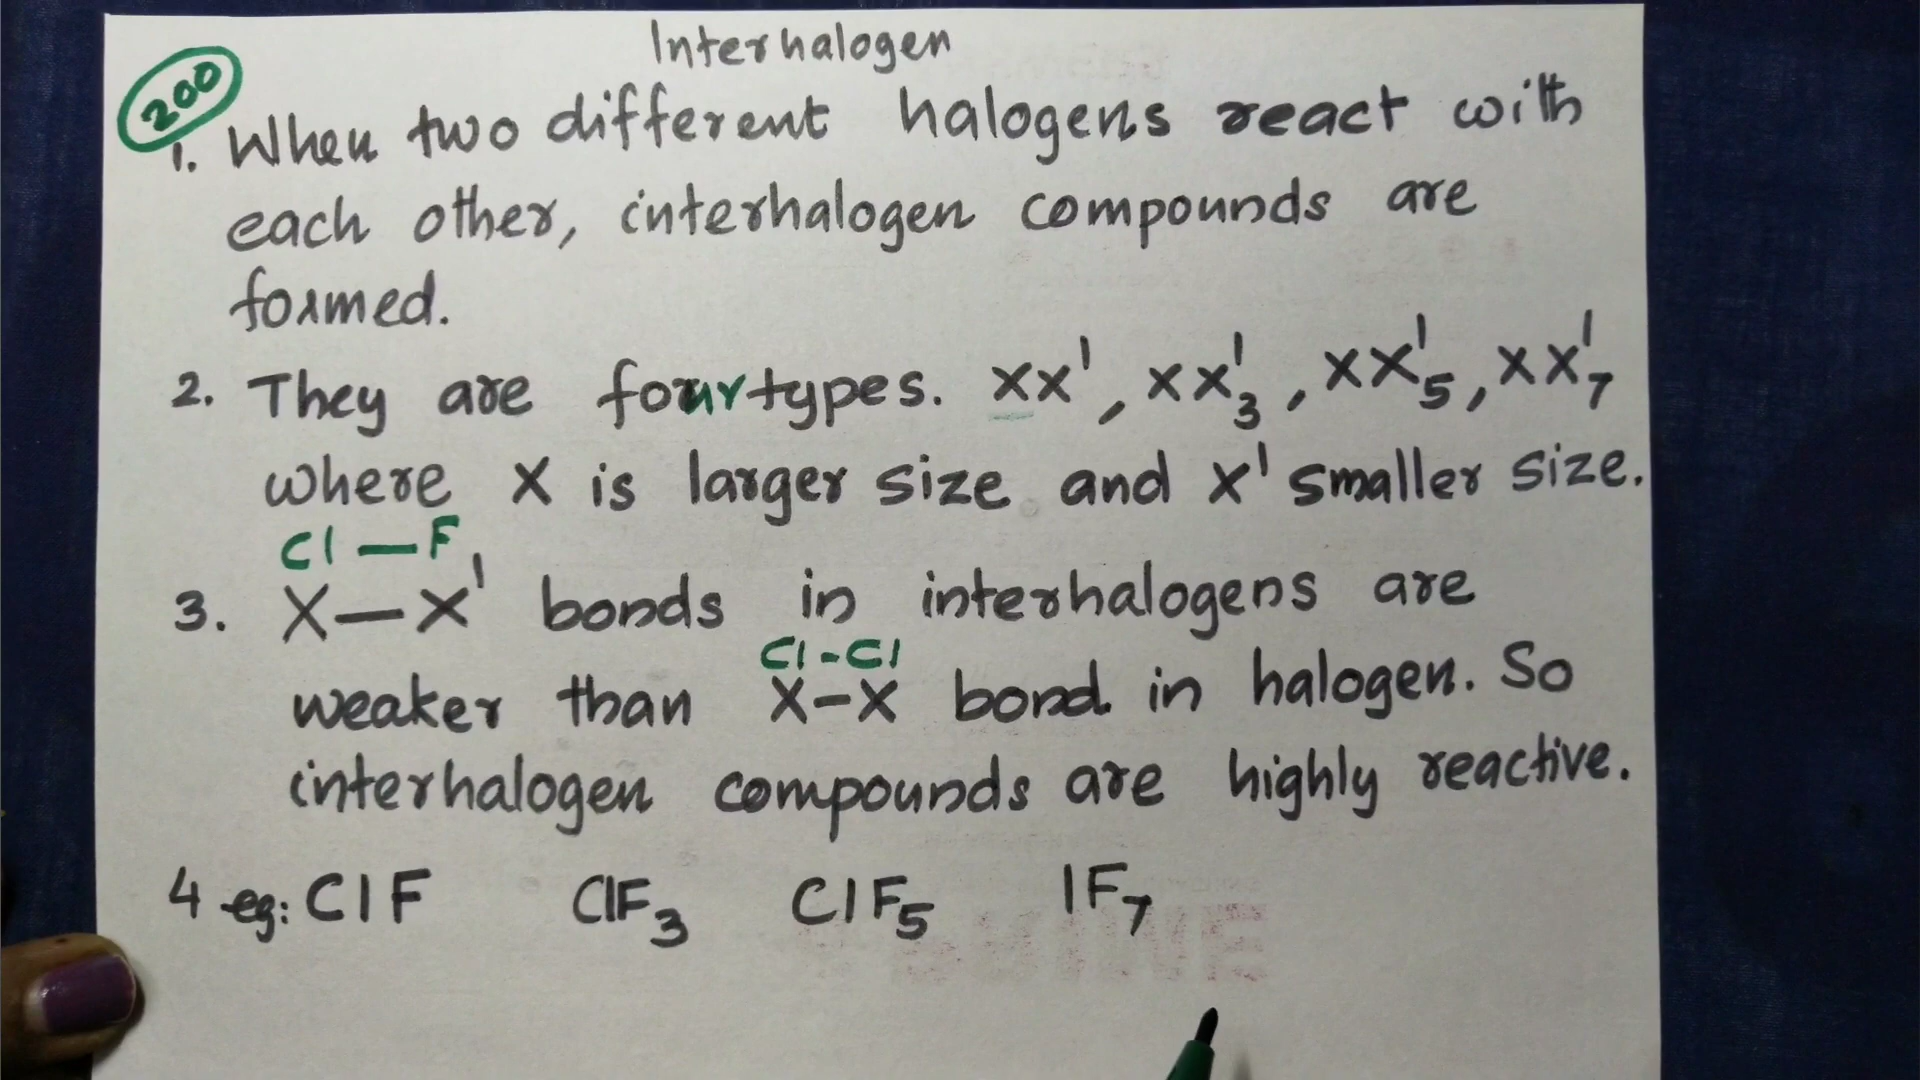 Interhalogen
200
1. When two different halogens react with
each other, interhalogen compounds are
formed.
2. They are four types. XX', XX'₃, XX'₅, XX'₇
where X is larger size and X' smaller size.
Cl — F
3. X — X' bonds in interhalogens are
Cl - Cl
weaker than X - X bond in halogen. So
interhalogen compounds are highly reactive.
4 eg: ClF ClF₃ ClF₅ IF₇